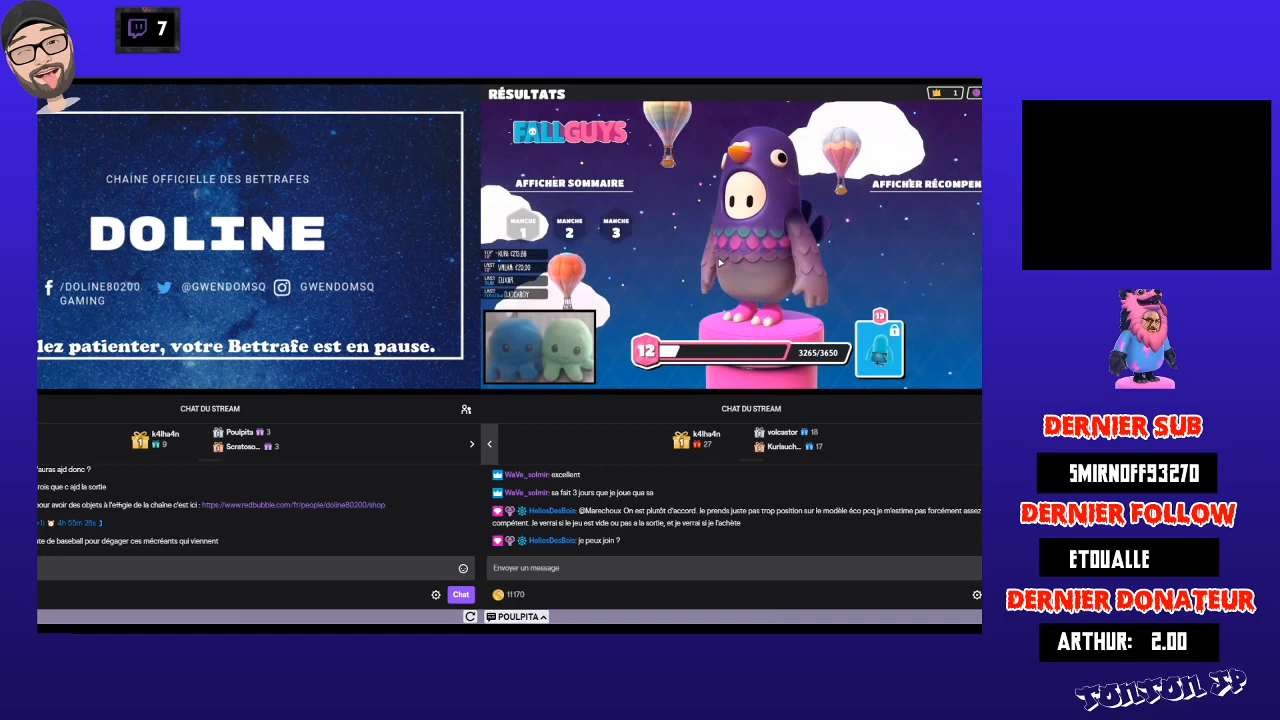 7
CHAÎNE OFFICIELLE DES BETTRAFES
DOLINE
/DOLINE80200
GAMING
@GWENDOMSQ
GWENDOMSQ
lez patienter, votre Bettrafe est en pause.
RÉSULTATS
1
FALL GUYS
AFFICHER SOMMAIRE
AFFICHER RÉCOMPEN
MANCHE
1
MANCHE
2
MANCHE
3
12
3265/3650
13
CHAT DU STREAM
k4lha4n
9
Poulpita 3
Scratoso... 3
'auras ajd donc ?
rois que c ajd la sortie
pour avoir des objets à l'effigie de la chaîne c'est ici : https://www.redbubble.com/fr/people/doline80200/shop
4h 55m 26s
te de baseball pour dégager ces mécréants qui viennent
Chat
CHAT DU STREAM
k4lha4n
27
volcastor 18
Kurisuch... 17
WaVe_solmir: excellent
WaVe_solmir: sa fait 3 jours que je joue qua sa
HeliosDesBois: @Marechoux On est plutôt d'accord. Je prends juste pas trop position sur le modèle éco pcq je m'estime pas forcément assez
compétent. Je verrai si le jeu est vide ou pas a la sortie, et je verrai si je l'achète
HeliosDesBois: je peux join ?
Envoyer un message
11170
POULPITA
DERNIER SUB
SMIRNOFF93270
DERNIER FOLLOW
ETOUALLE
DERNIER DONATEUR
ARTHUR: 2.00
TONTON JP